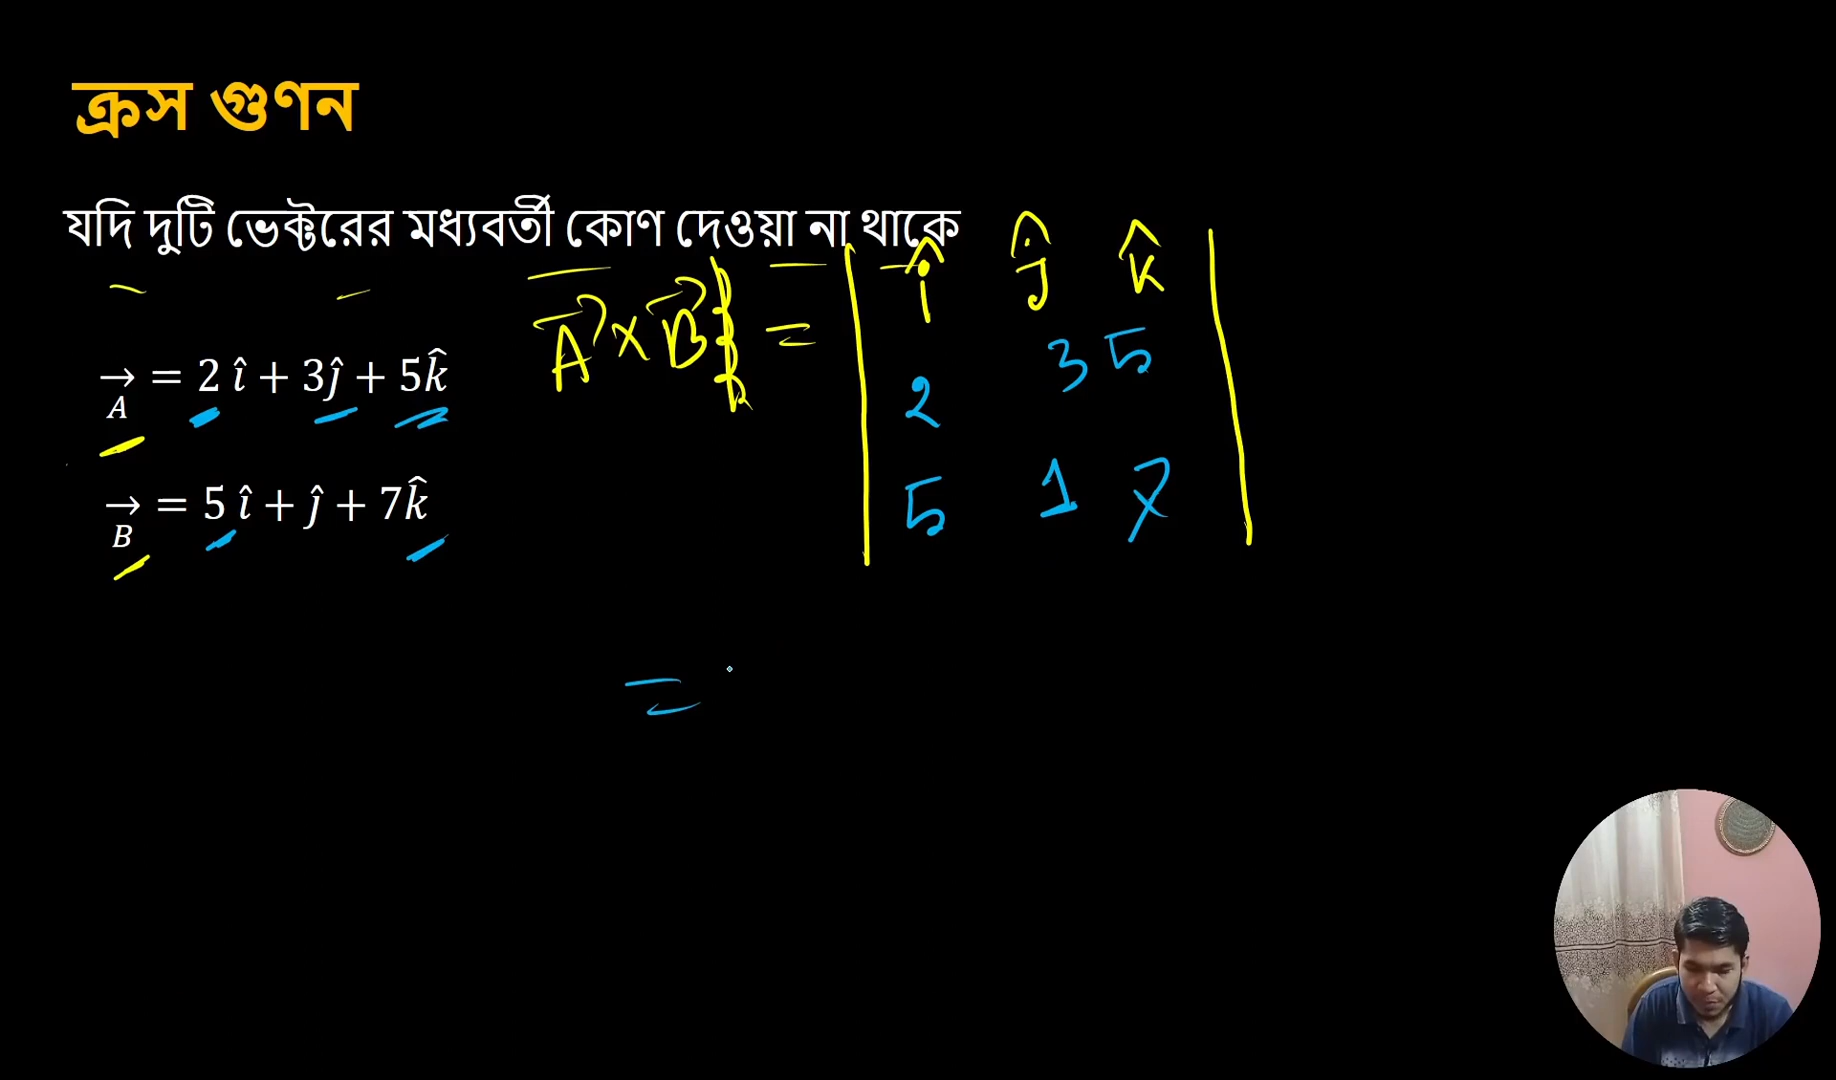 ক্রস গুণন
যদি দুটি ভেক্টরের মধ্যবর্তী কোণ দেওয়া না থাকে
→ = 2 î + 3ĵ + 5k̂
A
→ = 5 î + ĵ + 7k̂
B
A⃗ × B⃗ =
î ĵ k̂
2 3 5
5 1 7
=